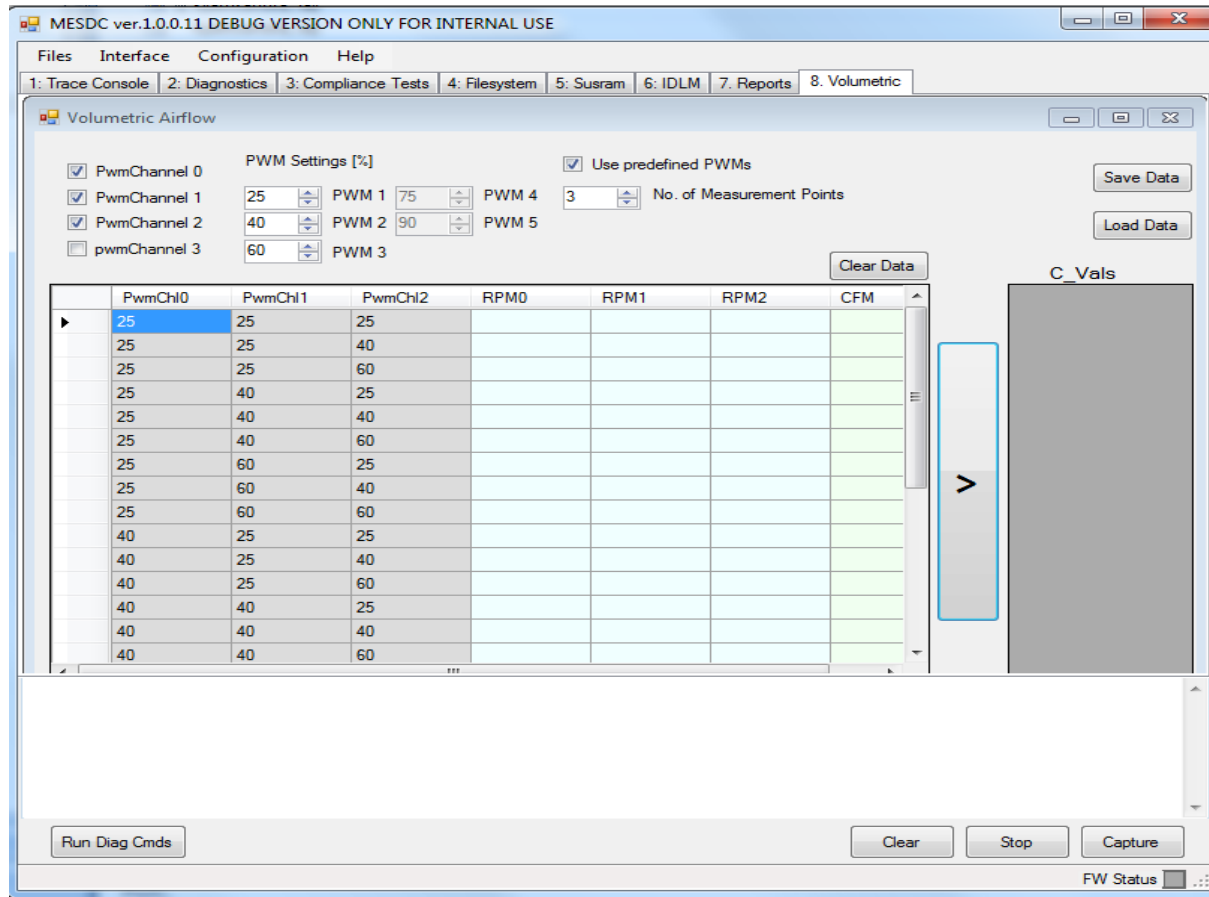 MESDC ver.1.0.0.11 DEBUG VERSION ONLY FOR INTERNAL USE
Files Interface Configuration Help
1: Trace Console 2: Diagnostics 3: Compliance Tests 4: Filesystem 5: Susram 6: IDLM 7. Reports 8. Volumetric
Volumetric Airflow
PwmChannel 0 PWM Settings [%] Use predefined PWMs Save Data
PwmChannel 1 25 PWM 1 75 PWM 4 3 No. of Measurement Points
PwmChannel 2 40 PWM 2 90 PWM 5 Load Data
pwmChannel 3 60 PWM 3
Clear Data C_Vals
PwmChl0 PwmChl1 PwmChl2 RPM0 RPM1 RPM2 CFM
25 25 25
25 25 40
25 25 60
25 40 25
25 40 40
25 40 60
25 60 25
25 60 40
>
25 60 60
40 25 25
40 25 40
40 25 60
40 40 25
40 40 40
40 40 60
Run Diag Cmds Clear Stop Capture
FW Status